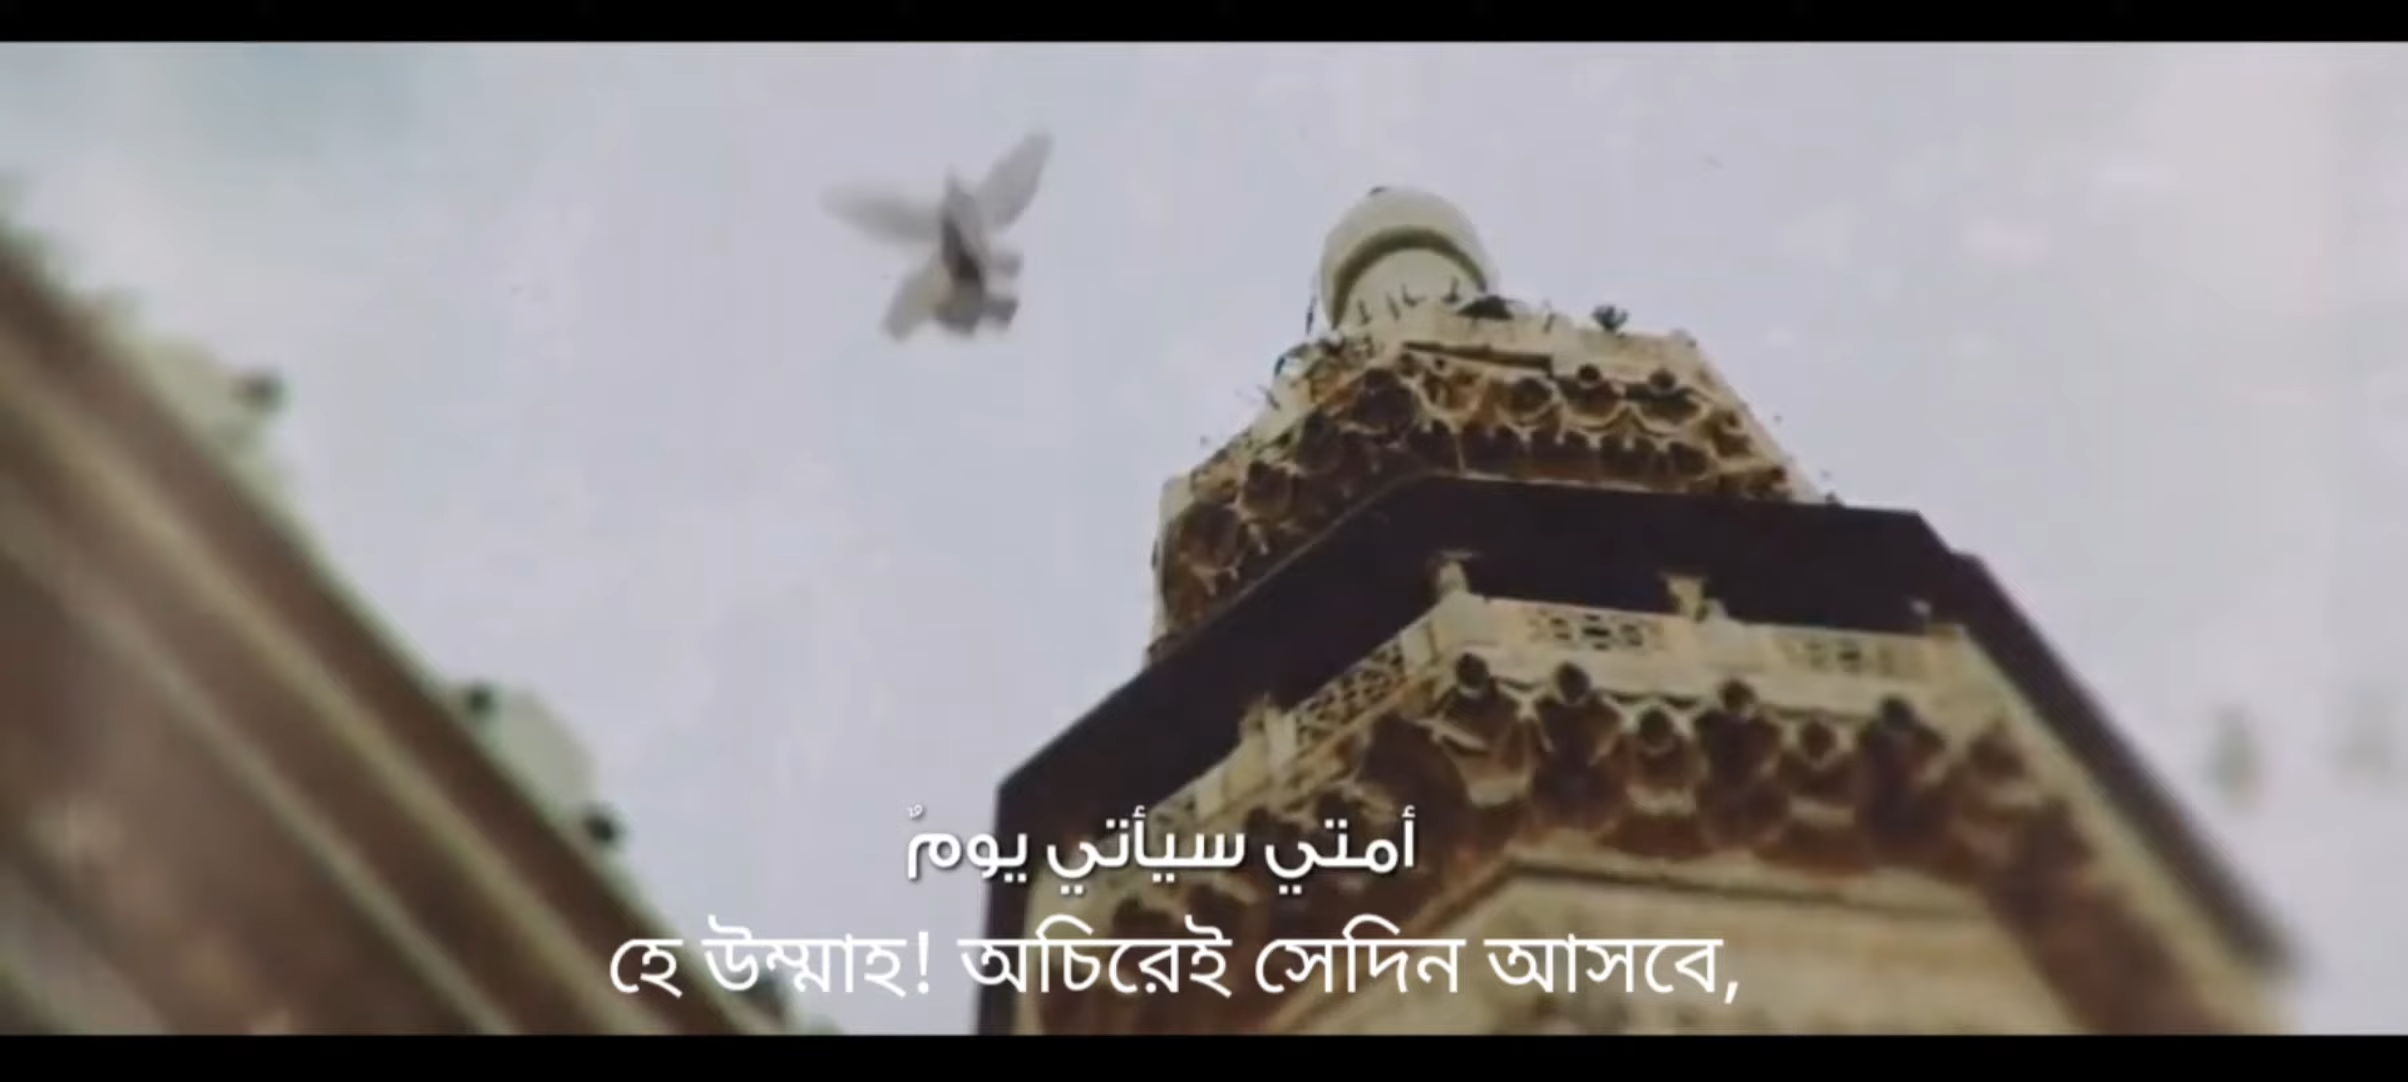 أمتي سيأتي يومٌ
হে উম্মাহ! অচিরেই সেদিন আসবে,